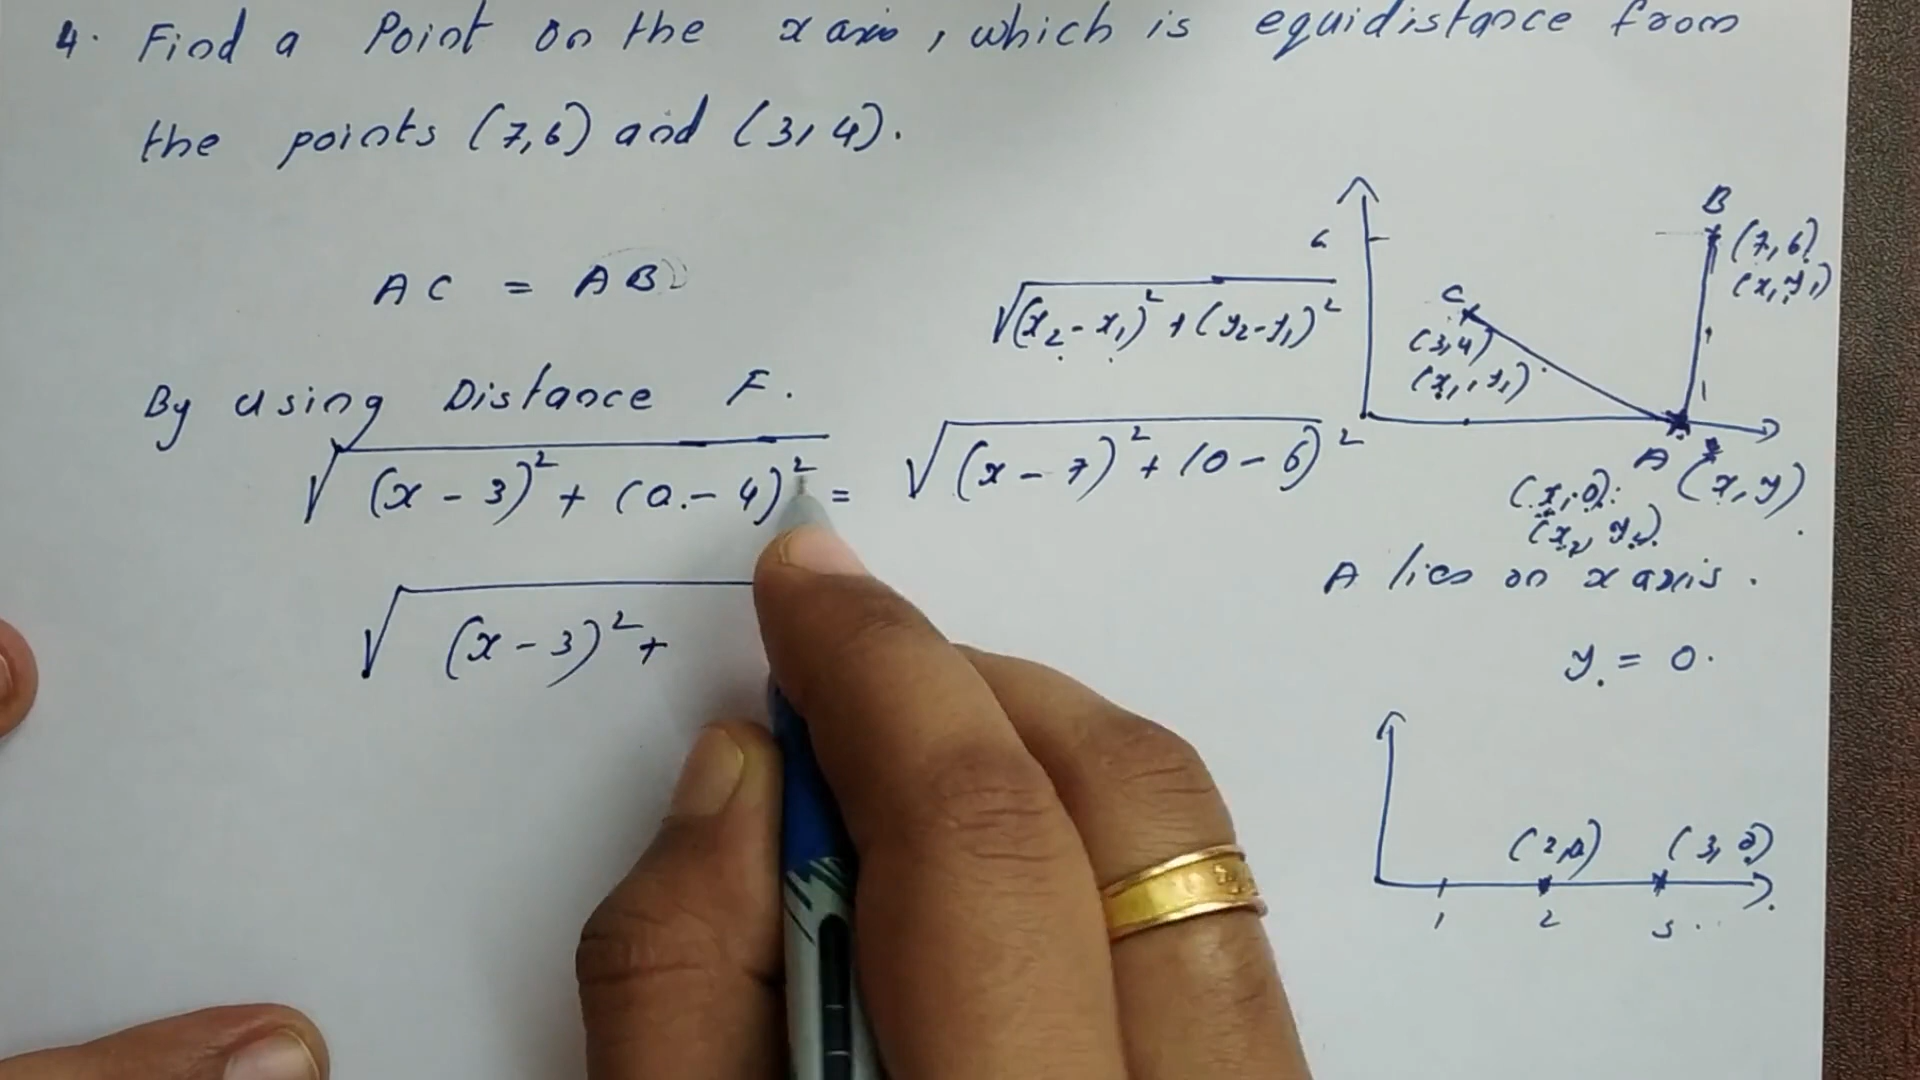 4. Find a Point on the x axis, which is equidistance from
the points (7,6) and (3,4).
AC = AB
By using Distance F.
√(x - 3)² + (0 - 4)² = √(x - 7)² + (0 - 6)²
√(x - 3)² +
√(x₂ - x₁)² + (y₂ - y₁)²
6
B
(7,6)
(x₁, y₁)
C
(3,4)
(x₁, y₁)
A
(x, y)
(x, 0)
(x₂, y₂)
A lies on x axis.
y = 0.
(2,0) (3,0)
1 2 3